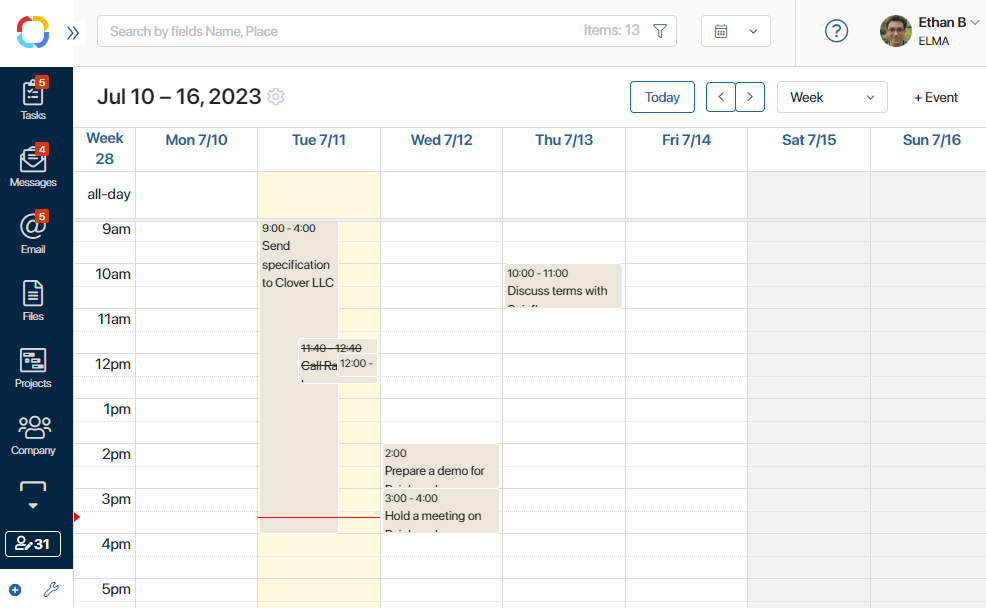 Search by fields Name, Place
Items: 13
Ethan B
ELMA
5
Tasks
4
Messages
5
Email
Files
Projects
Company
31
Jul 10 – 16, 2023
Today
Week
+ Event
Week
28
Mon 7/10
Tue 7/11
Wed 7/12
Thu 7/13
Fri 7/14
Sat 7/15
Sun 7/16
all-day
9am
10am
11am
12pm
1pm
2pm
3pm
4pm
5pm
9:00 - 4:00
Send
specification
to Clover LLC
11:40 - 12:40
Call Ra
12:00 -
2:00
Prepare a demo for
3:00 - 4:00
Hold a meeting on
10:00 - 11:00
Discuss terms with